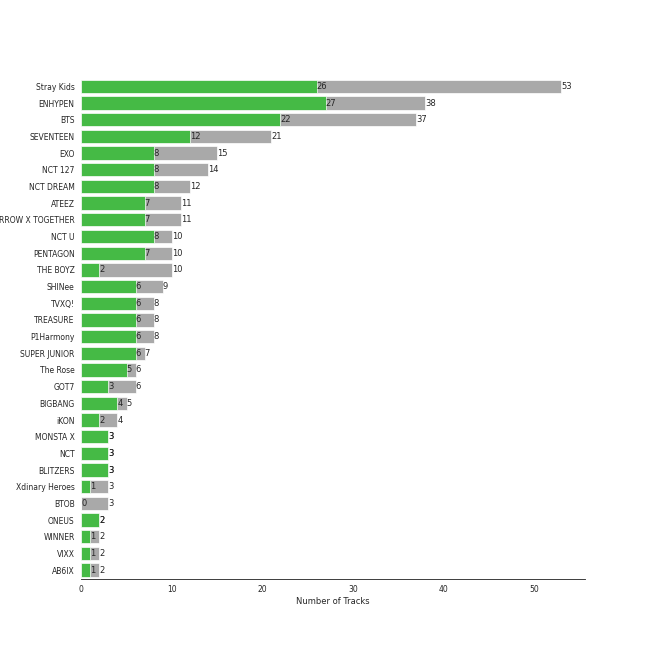 Stray Kids 26 53
ENHYPEN 27 38
BTS 22 37
SEVENTEEN 12 21
EXO 8 15
NCT 127 8 14
NCT DREAM 8 12
ATEEZ 7 11
RROW X TOGETHER 7 11
NCT U 8 10
PENTAGON 7 10
THE BOYZ 2 10
SHINee 6 9
TVXQ! 6 8
TREASURE 6 8
P1Harmony 6 8
SUPER JUNIOR 6 7
The Rose 5 6
GOT7 3 6
BIGBANG 4 5
iKON 2 4
MONSTA X 3
NCT 3
BLITZERS 3
Xdinary Heroes 1 3
BTOB 0 3
ONEUS 2
WINNER 1 2
VIXX 1 2
AB6IX 1 2
0 10 20 30 40 50
Number of Tracks